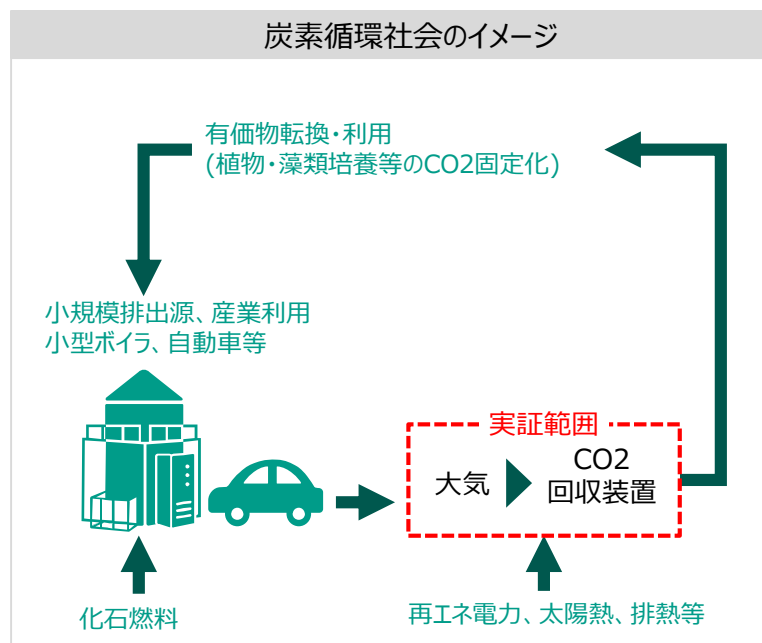 炭素循環社会のイメージ
有価物転換・利用
(植物・藻類培養等のCO2固定化)
小規模排出源、産業利用
小型ボイラ、自動車等
実証範囲
大気
CO2
回収装置
化石燃料
再エネ電力、太陽熱、排熱等